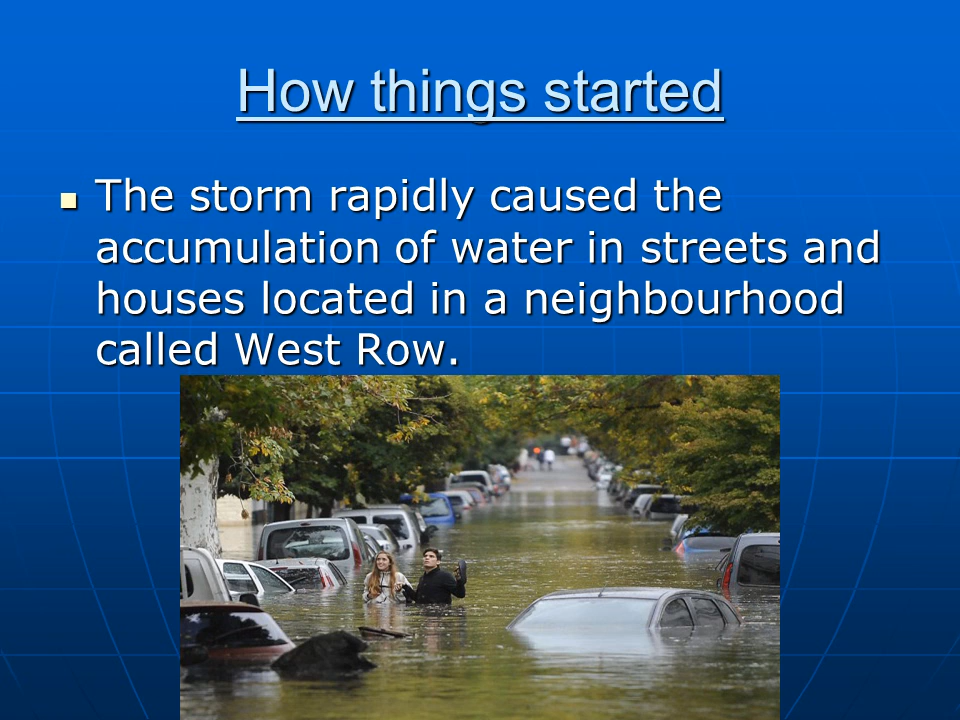 How things started
The storm rapidly caused the
accumulation of water in streets and
houses located in a neighbourhood
called West Row.